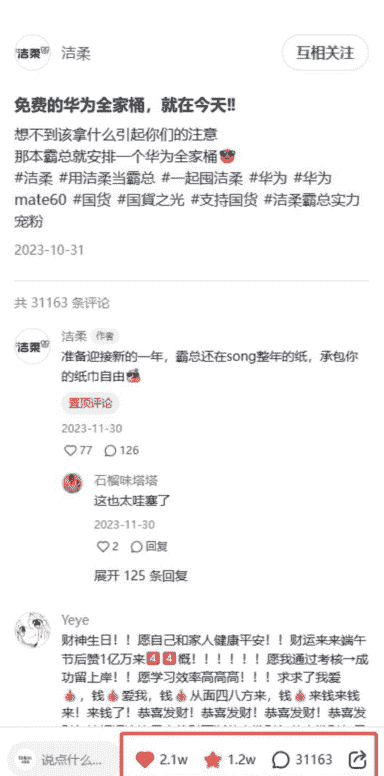 洁柔
洁柔
互相关注
免费的华为全家桶，就在今天!!
想不到该拿什么引起你们的注意
那本霸总就安排一个华为全家桶
#洁柔 #用洁柔当霸总 #一起囤洁柔 #华为 #华为
mate60 #国货 #国貨之光 #支持国货 #洁柔霸总实力
宠粉
2023-10-31
共 31163 条评论
洁柔
洁柔 作者
准备迎接新的一年，霸总还在song整年的纸，承包你
的纸巾自由
置顶评论
2023-11-30
77 126
石榴味塔塔
这也太哇塞了
2023-11-30
2 回复
展开 125 条回复
Yeye
财神生日！！愿自己和家人健康平安！！财运来来端午
节后赞1亿万来4 4概！！！！！！愿我通过考核→成
功留上岸！！愿学习效率高高高！！！求求了我爱
，钱爱我，钱从面四八方来，钱来钱来钱
来！来钱了！恭喜发财！恭喜发财！恭喜发财！恭喜发
说点什么...
2.1w 1.2w 31163